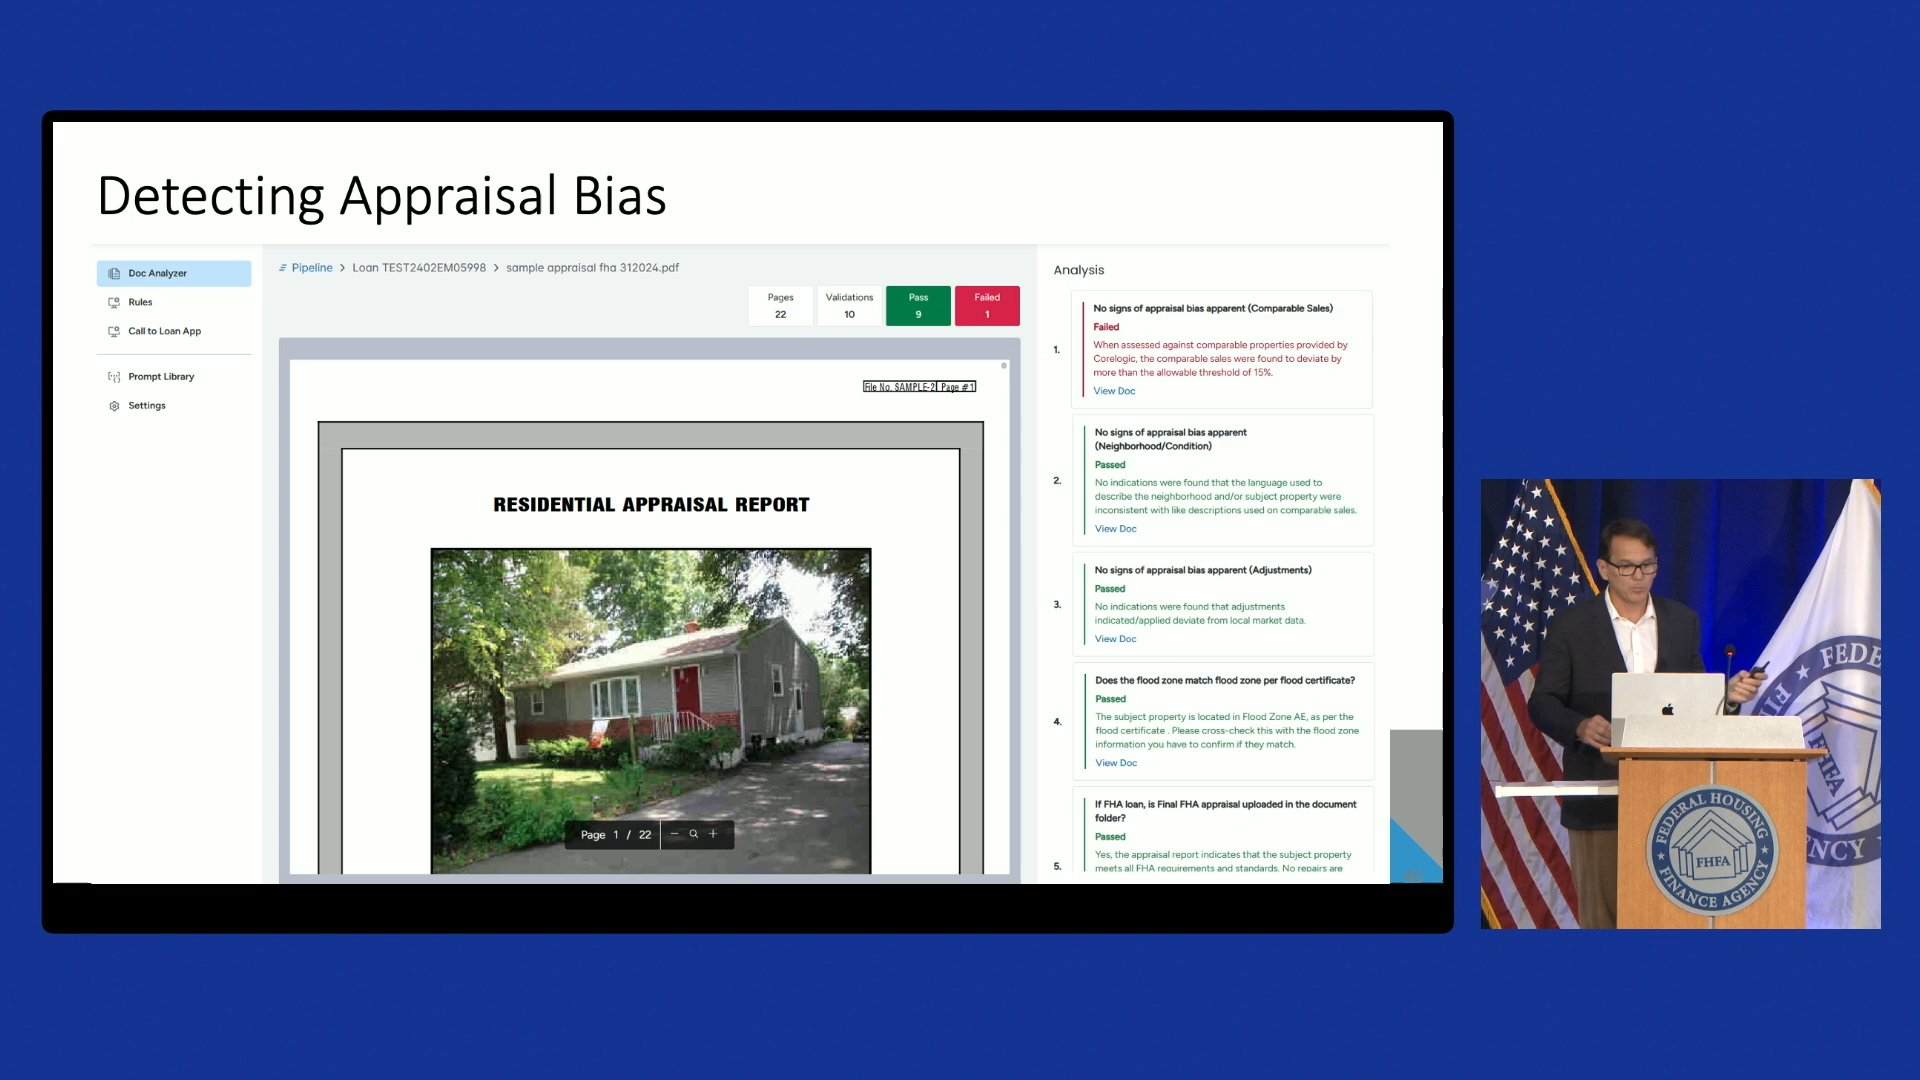 Detecting Appraisal Bias
Doc Analyzer
Rules
Call to Loan App
Prompt Library
Settings
Pipeline > Loan TEST2402EM05998 > sample appraisal fha 312024.pdf
Pages
22
Validations
10
Pass
9
Failed
1
File No. SAMPLE-2 Page #1
RESIDENTIAL APPRAISAL REPORT
Page 1 / 22
Analysis
1.
No signs of appraisal bias apparent (Comparable Sales)
Failed
When assessed against comparable properties provided by
Corelogic, the comparable sales were found to deviate by
more than the allowable threshold of 15%.
View Doc
2.
No signs of appraisal bias apparent
(Neighborhood/Condition)
Passed
No indications were found that the language used to
describe the neighborhood and/or subject property were
inconsistent with like descriptions used on comparable sales.
View Doc
3.
No signs of appraisal bias apparent (Adjustments)
Passed
No indications were found that adjustments
indicated/applied deviate from local market data.
View Doc
4.
Does the flood zone match flood zone per flood certificate?
Passed
The subject property is located in Flood Zone AE, as per the
flood certificate . Please cross-check this with the flood zone
information you have to confirm if they match.
View Doc
5.
If FHA loan, is Final FHA appraisal uploaded in the document
folder?
Passed
Yes, the appraisal report indicates that the subject property
meets all FHA requirements and standards. No repairs are
FEDERAL HOUSING
FINANCE AGENCY
FHFA
FHFA